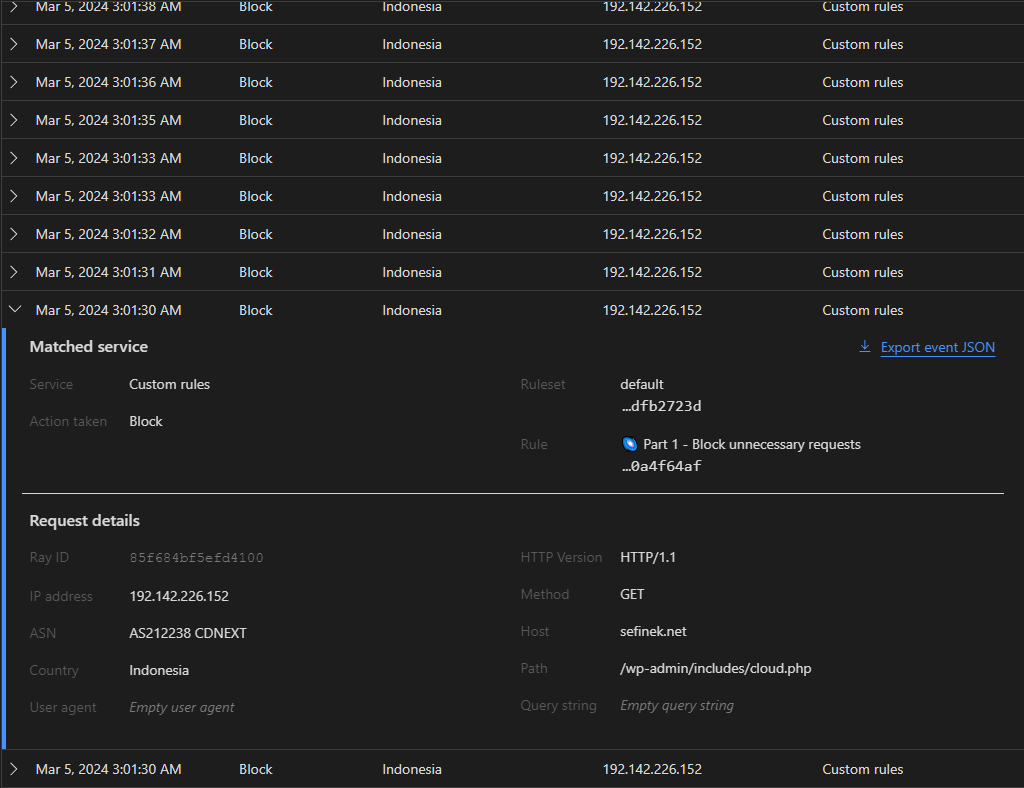 Mar 5, 2024 3:01:38 AM Block Indonesia 192.142.226.152 Custom rules
Mar 5, 2024 3:01:37 AM Block Indonesia 192.142.226.152 Custom rules
Mar 5, 2024 3:01:36 AM Block Indonesia 192.142.226.152 Custom rules
Mar 5, 2024 3:01:35 AM Block Indonesia 192.142.226.152 Custom rules
Mar 5, 2024 3:01:33 AM Block Indonesia 192.142.226.152 Custom rules
Mar 5, 2024 3:01:33 AM Block Indonesia 192.142.226.152 Custom rules
Mar 5, 2024 3:01:32 AM Block Indonesia 192.142.226.152 Custom rules
Mar 5, 2024 3:01:31 AM Block Indonesia 192.142.226.152 Custom rules
Mar 5, 2024 3:01:30 AM Block Indonesia 192.142.226.152 Custom rules
Matched service Export event JSON
Service Custom rules Ruleset default
…dfb2723d
Action taken Block
Rule Part 1 - Block unnecessary requests
…0a4f64af
Request details
Ray ID 85f684bf5efd4100 HTTP Version HTTP/1.1
IP address 192.142.226.152 Method GET
ASN AS212238 CDNEXT Host sefinek.net
Country Indonesia Path /wp-admin/includes/cloud.php
User agent Empty user agent Query string Empty query string
Mar 5, 2024 3:01:30 AM Block Indonesia 192.142.226.152 Custom rules